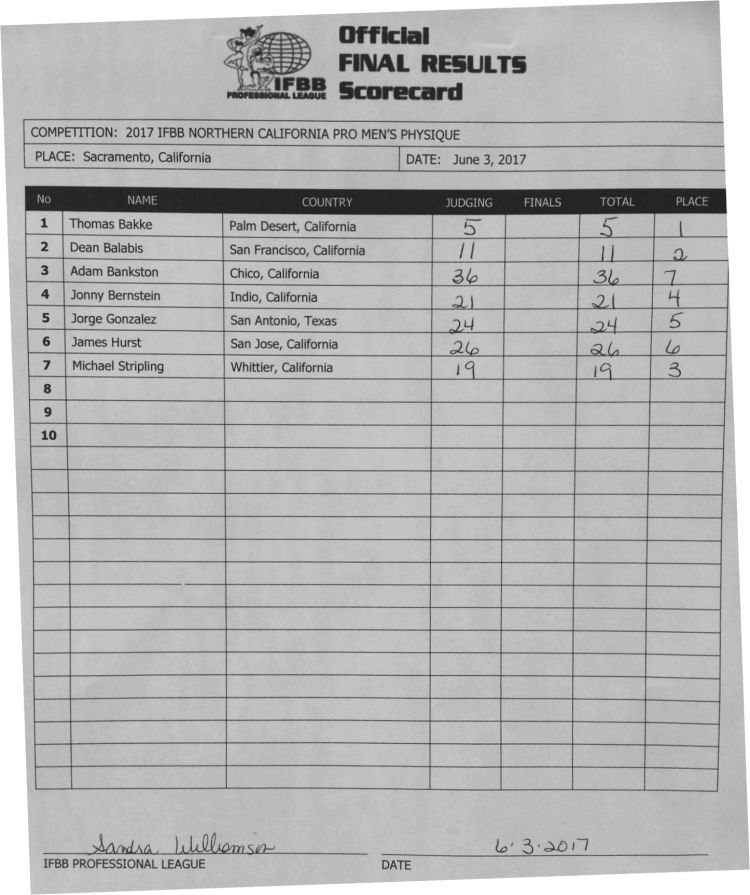 Official
FINAL RESULTS
IFBB
PROFESSIONAL LEAGUE
Scorecard
COMPETITION: 2017 IFBB NORTHERN CALIFORNIA PRO MEN'S PHYSIQUE
PLACE: Sacramento, California DATE: June 3, 2017
No NAME COUNTRY JUDGING FINALS TOTAL PLACE
1 Thomas Bakke Palm Desert, California 5 5 1
2 Dean Balabis San Francisco, California 11 11 2
3 Adam Bankston Chico, California 36 36 7
4 Jonny Bernstein Indio, California 21 21 4
5 Jorge Gonzalez San Antonio, Texas 24 24 5
6 James Hurst San Jose, California 26 26 6
7 Michael Stripling Whittier, California 19 19 3
8
9
10
Sandra Williamson 6·3·2017
IFBB PROFESSIONAL LEAGUE DATE